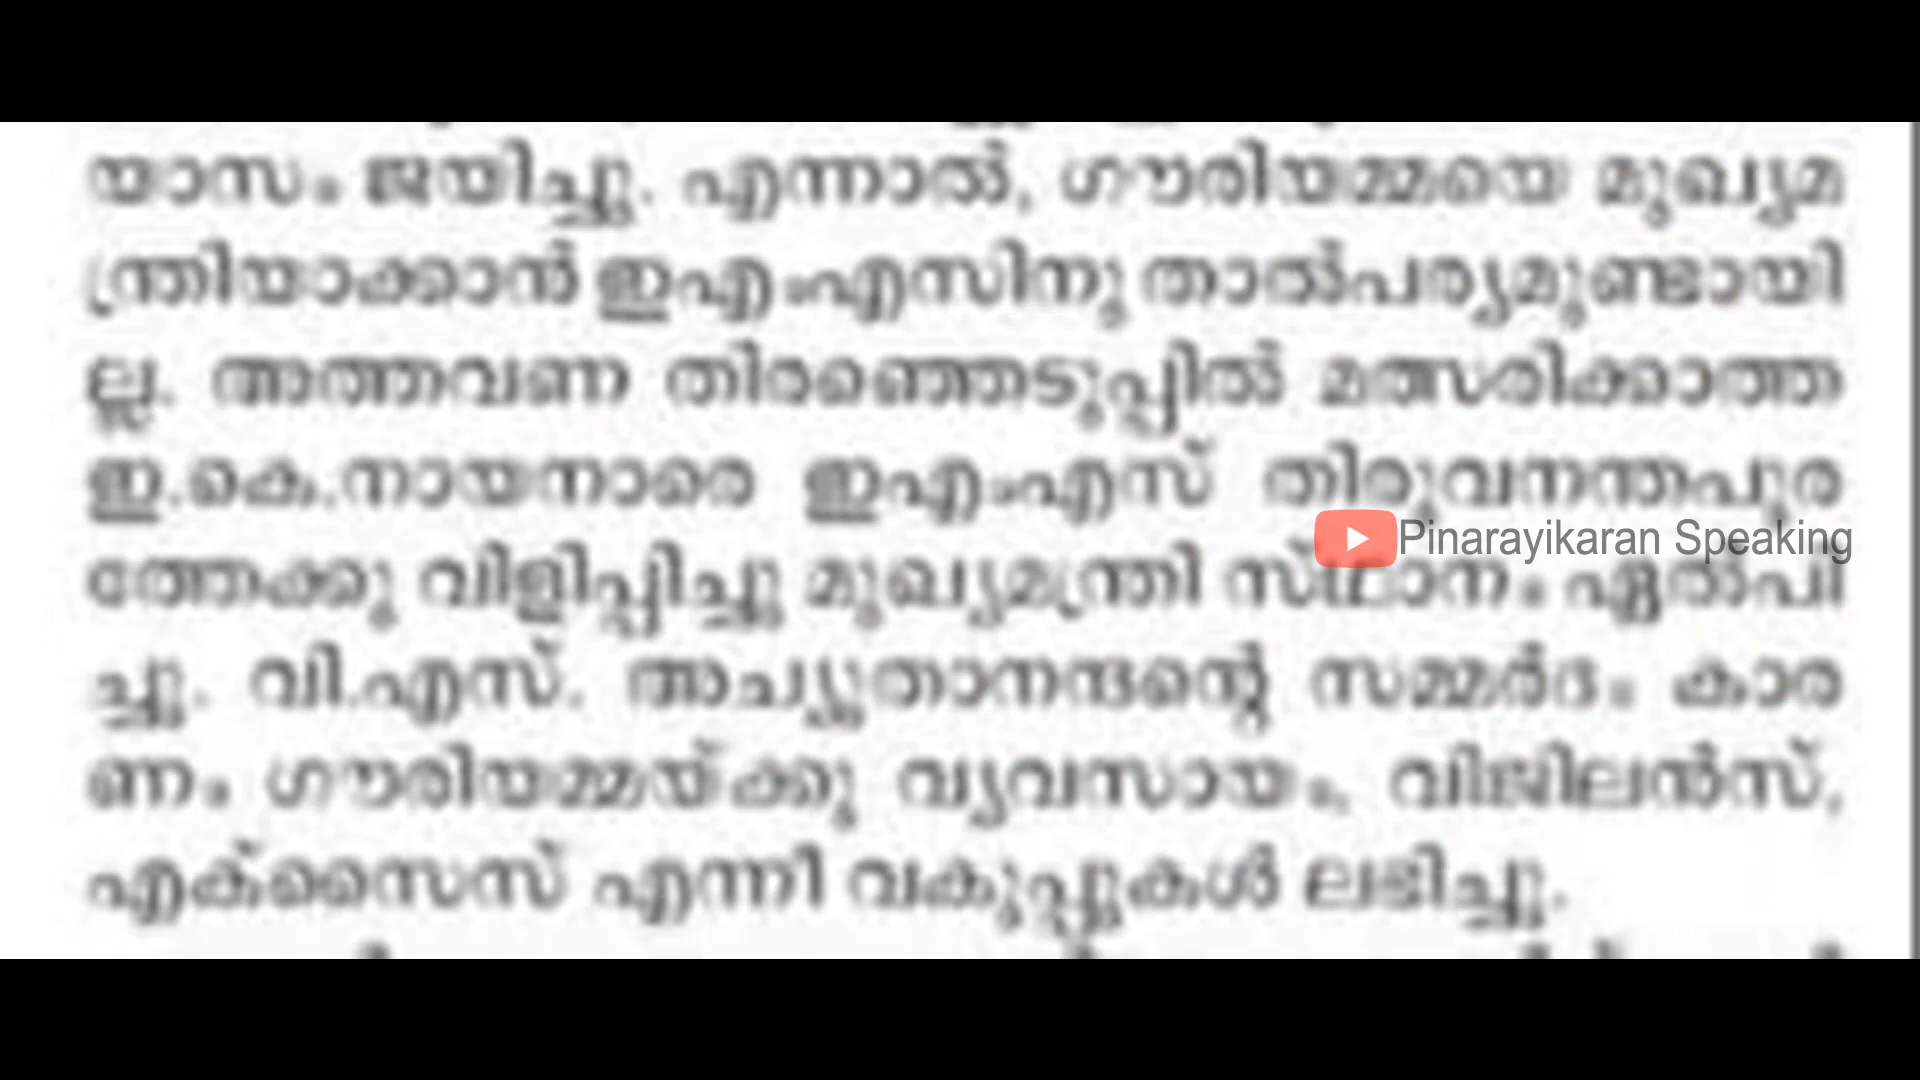 യാസം ജയിച്ചു. എന്നാൽ, ഗൗരിയമ്മയെ മുഖ്യമ
ന്ത്രിയാക്കാൻ ഇഎംഎസിനു താൽപര്യമുണ്ടായി
ല്ല. അത്തവണ തിരഞ്ഞെടുപ്പിൽ മത്സരിക്കാത്ത
ഇ.കെ.നായനാരെ ഇഎംഎസ് തിരുവനന്തപുര
Pinarayikaran Speaking
ത്തേക്കു വിളിപ്പിച്ചു മുഖ്യമന്ത്രി സ്ഥാനം ഏൽപി
ച്ചു. വി.എസ്. അച്യുതാനന്ദന്റെ സമ്മർദം കാര
ണം ഗൗരിയമ്മയ്ക്കു വ്യവസായം, വിജിലൻസ്,
എക്സൈസ് എന്നീ വകുപ്പുകൾ ലഭിച്ചു.